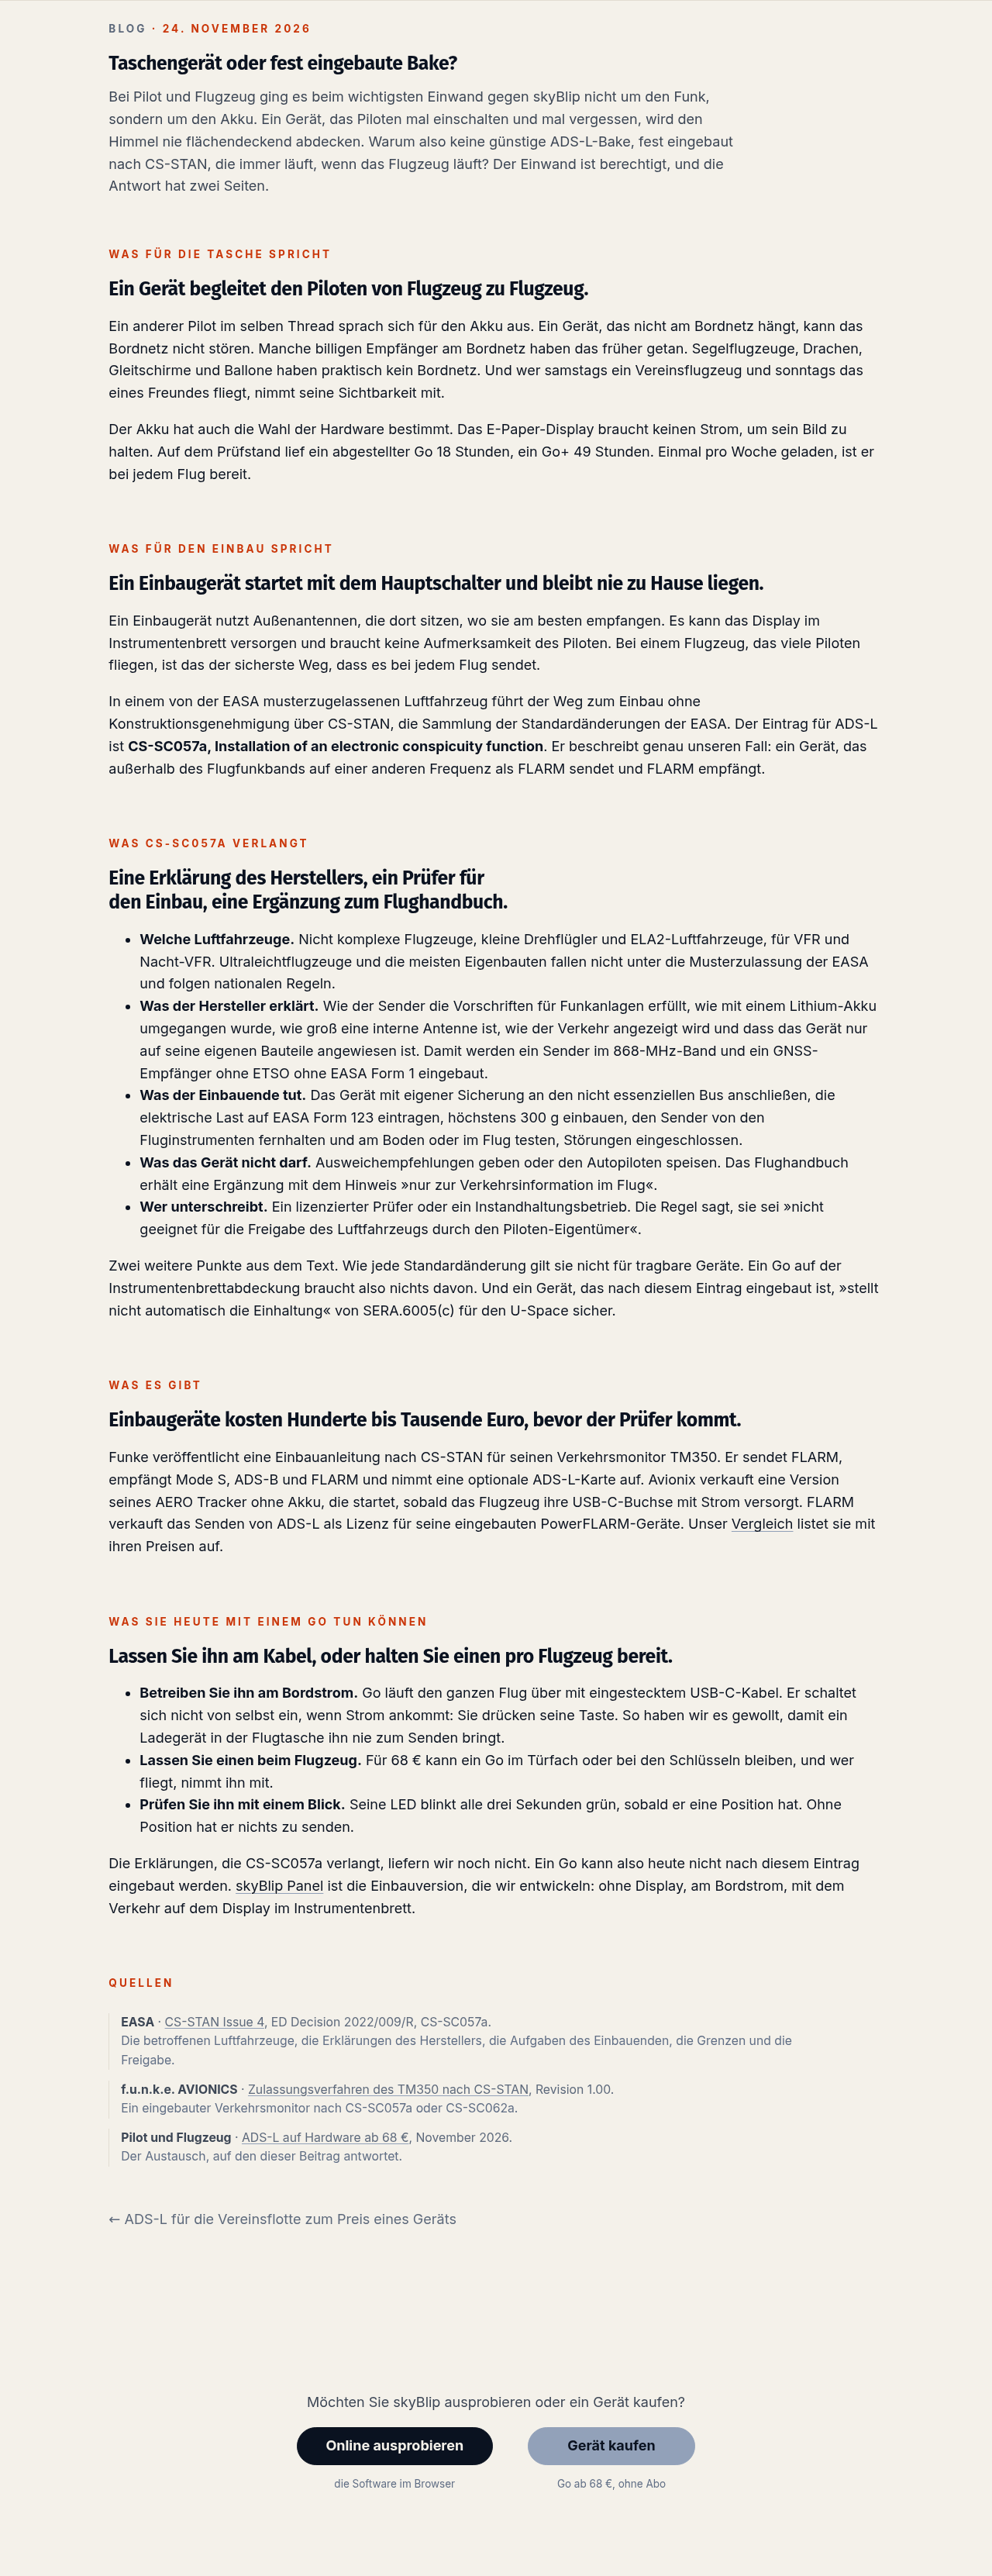 BLOG · 24. NOVEMBER 2026
Taschengerät oder fest eingebaute Bake?
Bei Pilot und Flugzeug ging es beim wichtigsten Einwand gegen skyBlip nicht um den Funk,
sondern um den Akku. Ein Gerät, das Piloten mal einschalten und mal vergessen, wird den
Himmel nie flächendeckend abdecken. Warum also keine günstige ADS-L-Bake, fest eingebaut
nach CS-STAN, die immer läuft, wenn das Flugzeug läuft? Der Einwand ist berechtigt, und die
Antwort hat zwei Seiten.
WAS FÜR DIE TASCHE SPRICHT
Ein Gerät begleitet den Piloten von Flugzeug zu Flugzeug.
Ein anderer Pilot im selben Thread sprach sich für den Akku aus. Ein Gerät, das nicht am Bordnetz hängt, kann das
Bordnetz nicht stören. Manche billigen Empfänger am Bordnetz haben das früher getan. Segelflugzeuge, Drachen,
Gleitschirme und Ballone haben praktisch kein Bordnetz. Und wer samstags ein Vereinsflugzeug und sonntags das
eines Freundes fliegt, nimmt seine Sichtbarkeit mit.
Der Akku hat auch die Wahl der Hardware bestimmt. Das E-Paper-Display braucht keinen Strom, um sein Bild zu
halten. Auf dem Prüfstand lief ein abgestellter Go 18 Stunden, ein Go+ 49 Stunden. Einmal pro Woche geladen, ist er
bei jedem Flug bereit.
WAS FÜR DEN EINBAU SPRICHT
Ein Einbaugerät startet mit dem Hauptschalter und bleibt nie zu Hause liegen.
Ein Einbaugerät nutzt Außenantennen, die dort sitzen, wo sie am besten empfangen. Es kann das Display im
Instrumentenbrett versorgen und braucht keine Aufmerksamkeit des Piloten. Bei einem Flugzeug, das viele Piloten
fliegen, ist das der sicherste Weg, dass es bei jedem Flug sendet.
In einem von der EASA musterzugelassenen Luftfahrzeug führt der Weg zum Einbau ohne
Konstruktionsgenehmigung über CS-STAN, die Sammlung der Standardänderungen der EASA. Der Eintrag für ADS-L
ist CS-SC057a, Installation of an electronic conspicuity function. Er beschreibt genau unseren Fall: ein Gerät, das
außerhalb des Flugfunkbands auf einer anderen Frequenz als FLARM sendet und FLARM empfängt.
WAS CS-SC057A VERLANGT
Eine Erklärung des Herstellers, ein Prüfer für
den Einbau, eine Ergänzung zum Flughandbuch.
• Welche Luftfahrzeuge. Nicht komplexe Flugzeuge, kleine Drehflügler und ELA2-Luftfahrzeuge, für VFR und
Nacht-VFR. Ultraleichtflugzeuge und die meisten Eigenbauten fallen nicht unter die Musterzulassung der EASA
und folgen nationalen Regeln.
• Was der Hersteller erklärt. Wie der Sender die Vorschriften für Funkanlagen erfüllt, wie mit einem Lithium-Akku
umgegangen wurde, wie groß eine interne Antenne ist, wie der Verkehr angezeigt wird und dass das Gerät nur
auf seine eigenen Bauteile angewiesen ist. Damit werden ein Sender im 868-MHz-Band und ein GNSS-
Empfänger ohne ETSO ohne EASA Form 1 eingebaut.
• Was der Einbauende tut. Das Gerät mit eigener Sicherung an den nicht essenziellen Bus anschließen, die
elektrische Last auf EASA Form 123 eintragen, höchstens 300 g einbauen, den Sender von den
Fluginstrumenten fernhalten und am Boden oder im Flug testen, Störungen eingeschlossen.
• Was das Gerät nicht darf. Ausweichempfehlungen geben oder den Autopiloten speisen. Das Flughandbuch
erhält eine Ergänzung mit dem Hinweis »nur zur Verkehrsinformation im Flug«.
• Wer unterschreibt. Ein lizenzierter Prüfer oder ein Instandhaltungsbetrieb. Die Regel sagt, sie sei »nicht
geeignet für die Freigabe des Luftfahrzeugs durch den Piloten-Eigentümer«.
Zwei weitere Punkte aus dem Text. Wie jede Standardänderung gilt sie nicht für tragbare Geräte. Ein Go auf der
Instrumentenbrettabdeckung braucht also nichts davon. Und ein Gerät, das nach diesem Eintrag eingebaut ist, »stellt
nicht automatisch die Einhaltung« von SERA.6005(c) für den U-Space sicher.
WAS ES GIBT
Einbaugeräte kosten Hunderte bis Tausende Euro, bevor der Prüfer kommt.
Funke veröffentlicht eine Einbauanleitung nach CS-STAN für seinen Verkehrsmonitor TM350. Er sendet FLARM,
empfängt Mode S, ADS-B und FLARM und nimmt eine optionale ADS-L-Karte auf. Avionix verkauft eine Version
seines AERO Tracker ohne Akku, die startet, sobald das Flugzeug ihre USB-C-Buchse mit Strom versorgt. FLARM
verkauft das Senden von ADS-L als Lizenz für seine eingebauten PowerFLARM-Geräte. Unser Vergleich listet sie mit
ihren Preisen auf.
WAS SIE HEUTE MIT EINEM GO TUN KÖNNEN
Lassen Sie ihn am Kabel, oder halten Sie einen pro Flugzeug bereit.
• Betreiben Sie ihn am Bordstrom. Go läuft den ganzen Flug über mit eingestecktem USB-C-Kabel. Er schaltet
sich nicht von selbst ein, wenn Strom ankommt: Sie drücken seine Taste. So haben wir es gewollt, damit ein
Ladegerät in der Flugtasche ihn nie zum Senden bringt.
• Lassen Sie einen beim Flugzeug. Für 68 € kann ein Go im Türfach oder bei den Schlüsseln bleiben, und wer
fliegt, nimmt ihn mit.
• Prüfen Sie ihn mit einem Blick. Seine LED blinkt alle drei Sekunden grün, sobald er eine Position hat. Ohne
Position hat er nichts zu senden.
Die Erklärungen, die CS-SC057a verlangt, liefern wir noch nicht. Ein Go kann also heute nicht nach diesem Eintrag
eingebaut werden. skyBlip Panel ist die Einbauversion, die wir entwickeln: ohne Display, am Bordstrom, mit dem
Verkehr auf dem Display im Instrumentenbrett.
QUELLEN
EASA · CS-STAN Issue 4, ED Decision 2022/009/R, CS-SC057a.
Die betroffenen Luftfahrzeuge, die Erklärungen des Herstellers, die Aufgaben des Einbauenden, die Grenzen und die
Freigabe.
f.u.n.k.e. AVIONICS · Zulassungsverfahren des TM350 nach CS-STAN, Revision 1.00.
Ein eingebauter Verkehrsmonitor nach CS-SC057a oder CS-SC062a.
Pilot und Flugzeug · ADS-L auf Hardware ab 68 €, November 2026.
Der Austausch, auf den dieser Beitrag antwortet.
← ADS-L für die Vereinsflotte zum Preis eines Geräts
Möchten Sie skyBlip ausprobieren oder ein Gerät kaufen?
Online ausprobieren
Gerät kaufen
die Software im Browser
Go ab 68 €, ohne Abo